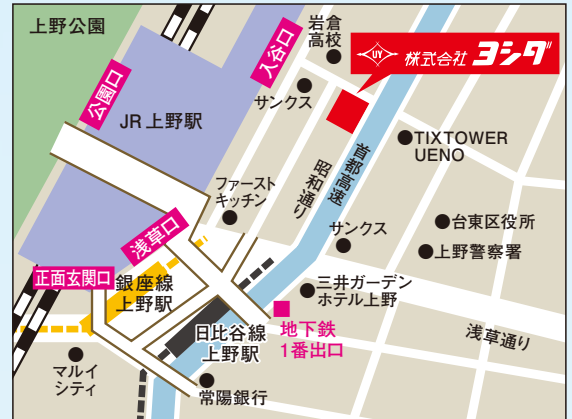 上野公園
岩倉
高校
入谷口
UY 株式会社 ヨシダ
公園口
JR 上野駅
サンクス
TIXTOWER
UENO
首都高速
昭和通り
ファースト
キッチン
浅草口
サンクス
台東区役所
上野警察署
正面玄関口
銀座線
上野駅
三井ガーデン
ホテル上野
日比谷線
上野駅
地下鉄
1番出口
浅草通り
マルイ
シティ
常陽銀行